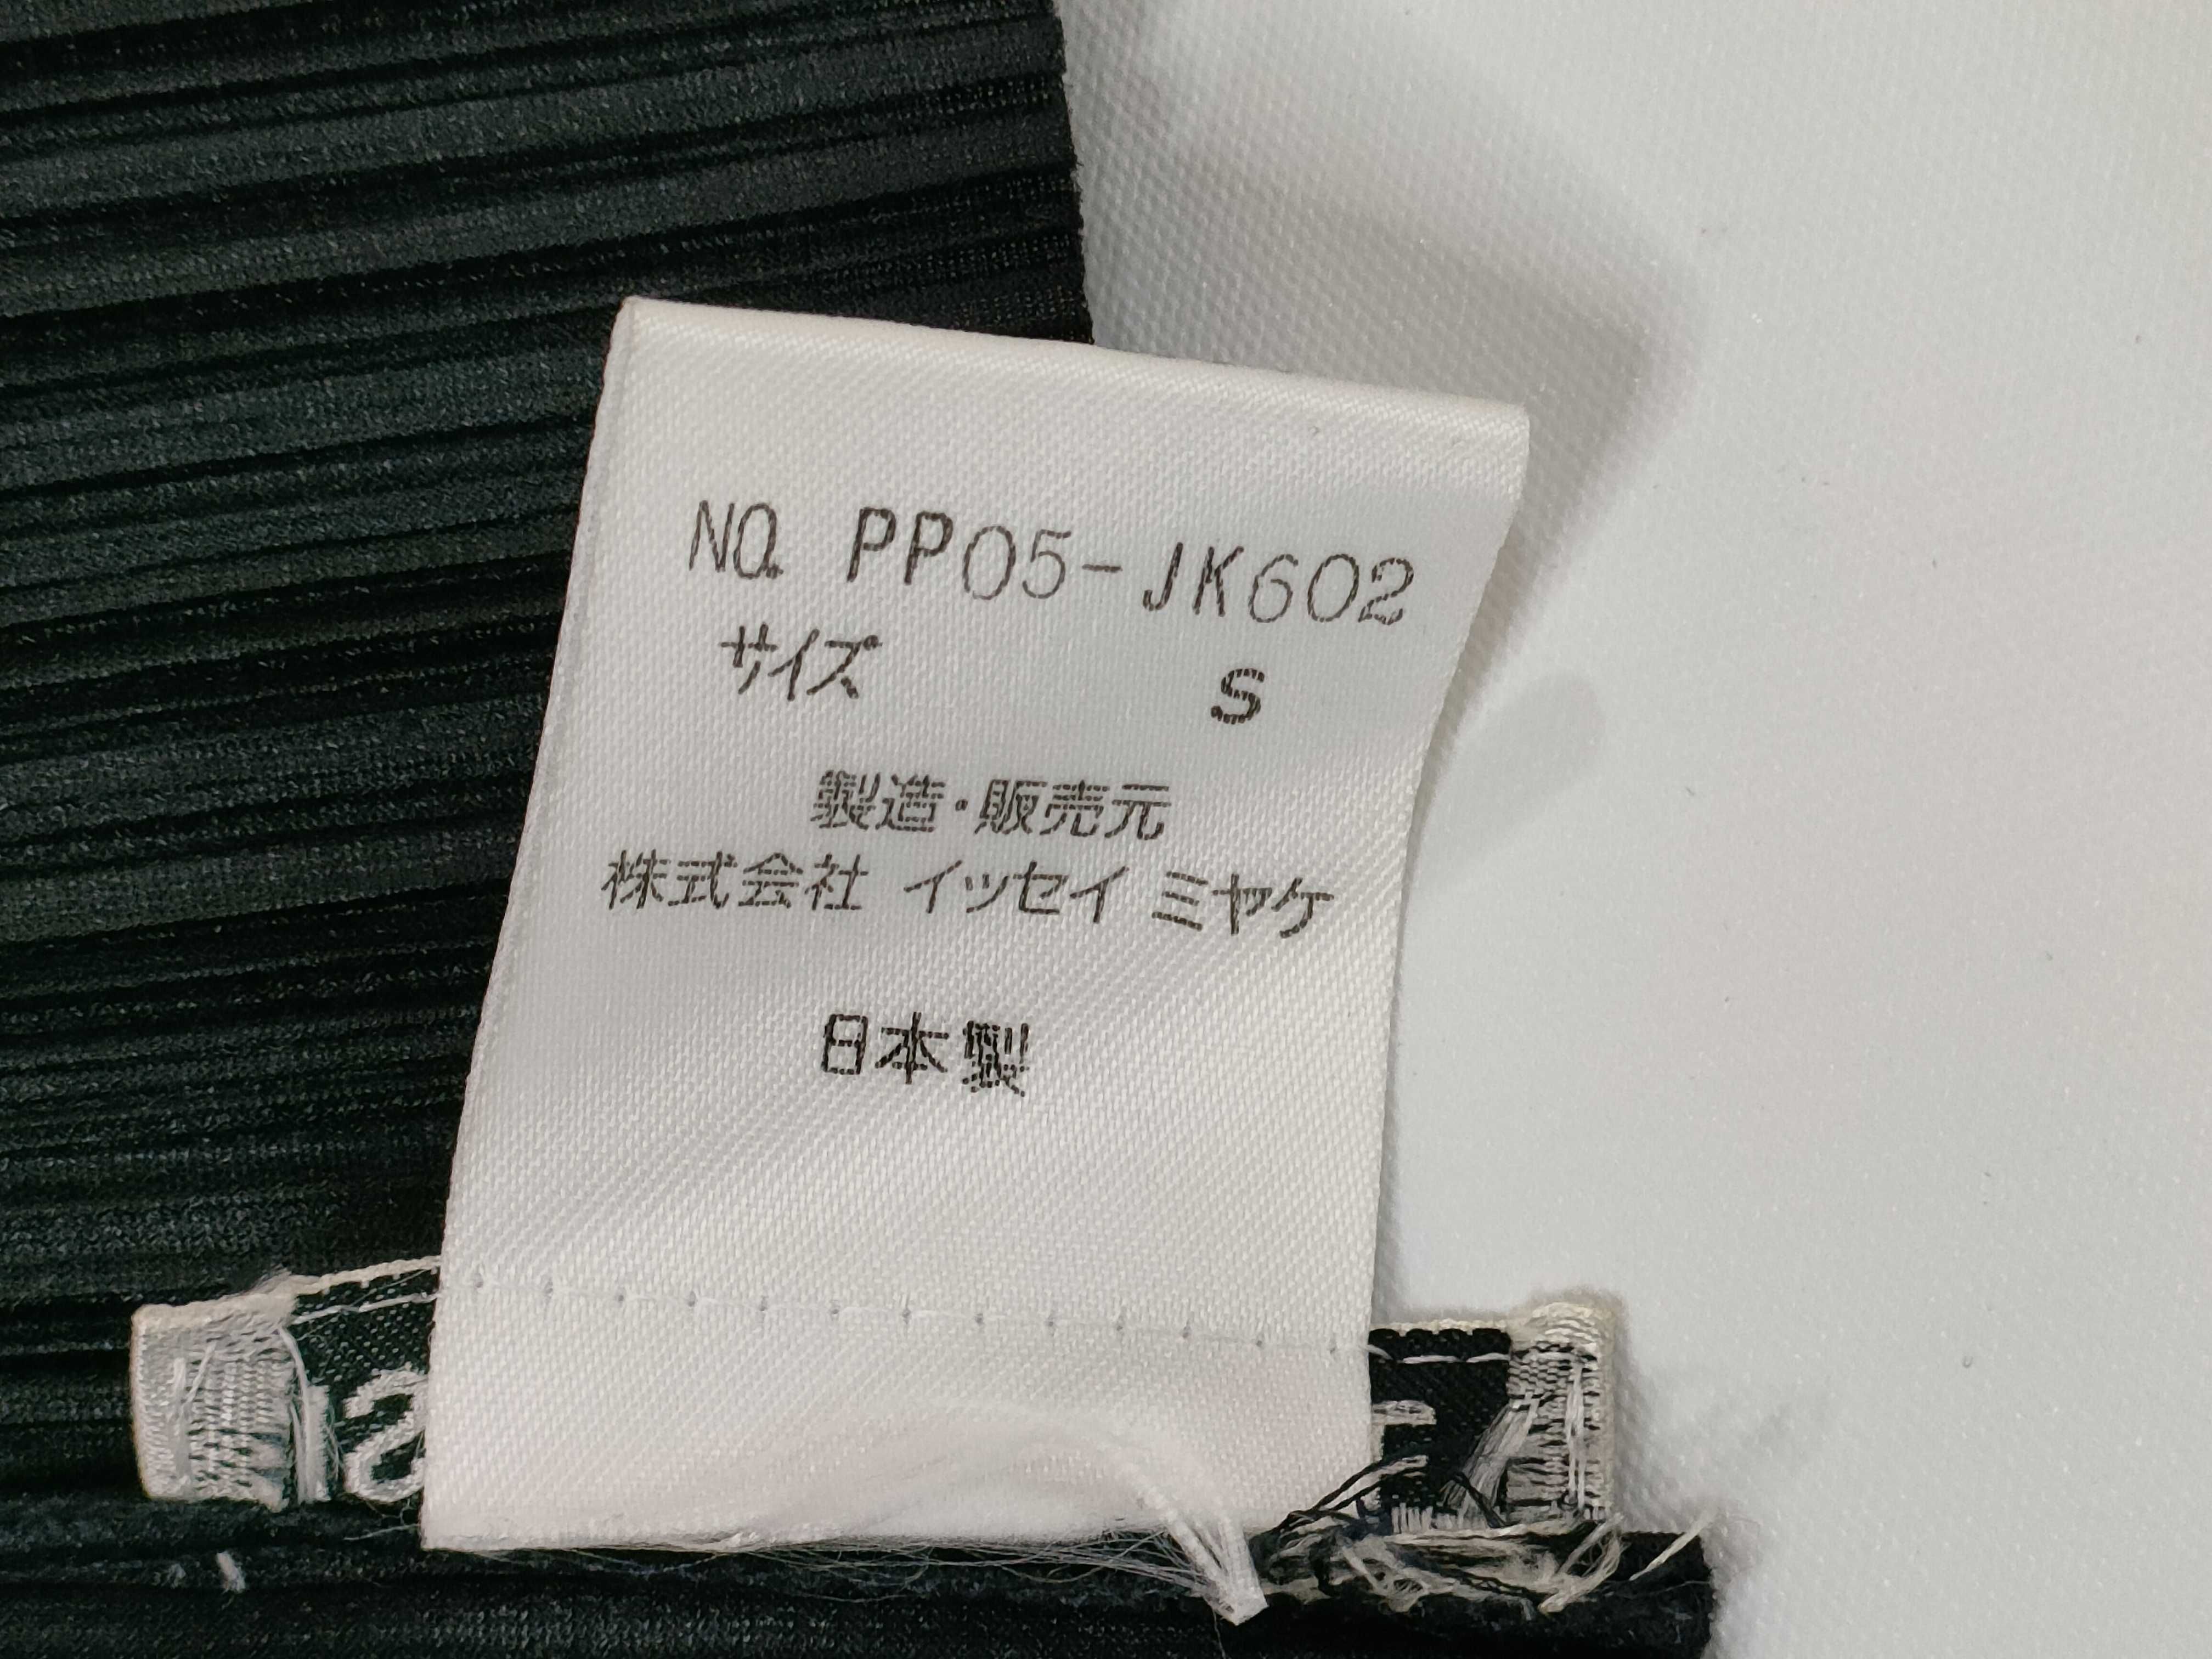 NO. PP05-JK602
サイズ S
製造・販売元
株式会社 イッセイ ミヤケ
日本製